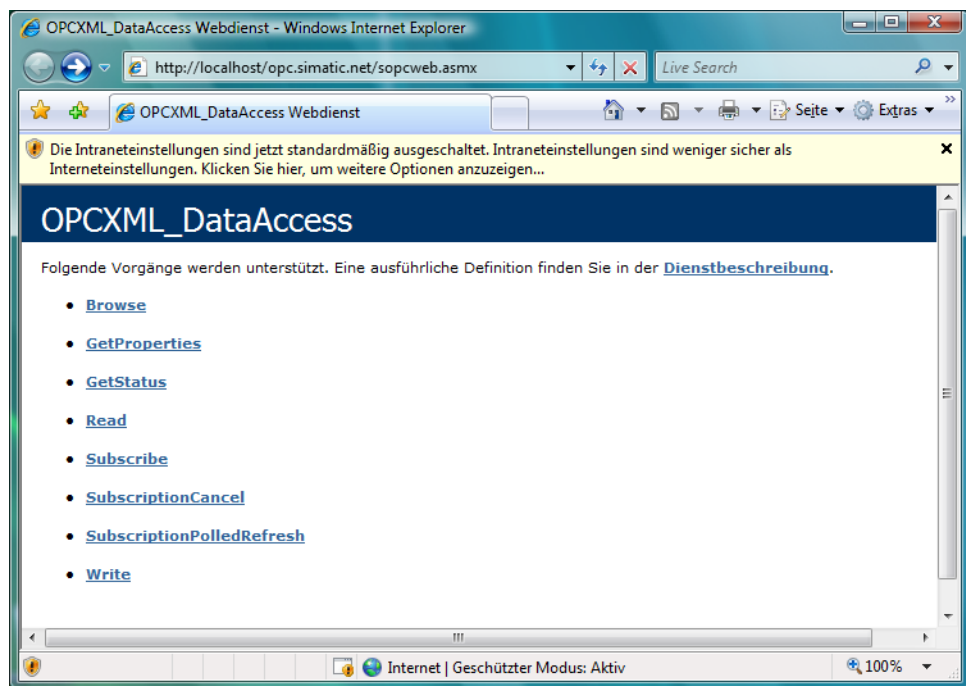 OPCXML_DataAccess Webdienst - Windows Internet Explorer
http://localhost/opc.simatic.net/sopcweb.asmx
Live Search
OPCXML_DataAccess Webdienst
Seite
Extras
Die Intraneteinstellungen sind jetzt standardmäßig ausgeschaltet. Intraneteinstellungen sind weniger sicher als
Interneteinstellungen. Klicken Sie hier, um weitere Optionen anzuzeigen...
OPCXML_DataAccess
Folgende Vorgänge werden unterstützt. Eine ausführliche Definition finden Sie in der Dienstbeschreibung.
• Browse
• GetProperties
• GetStatus
• Read
• Subscribe
• SubscriptionCancel
• SubscriptionPolledRefresh
• Write
Internet | Geschützter Modus: Aktiv
100%